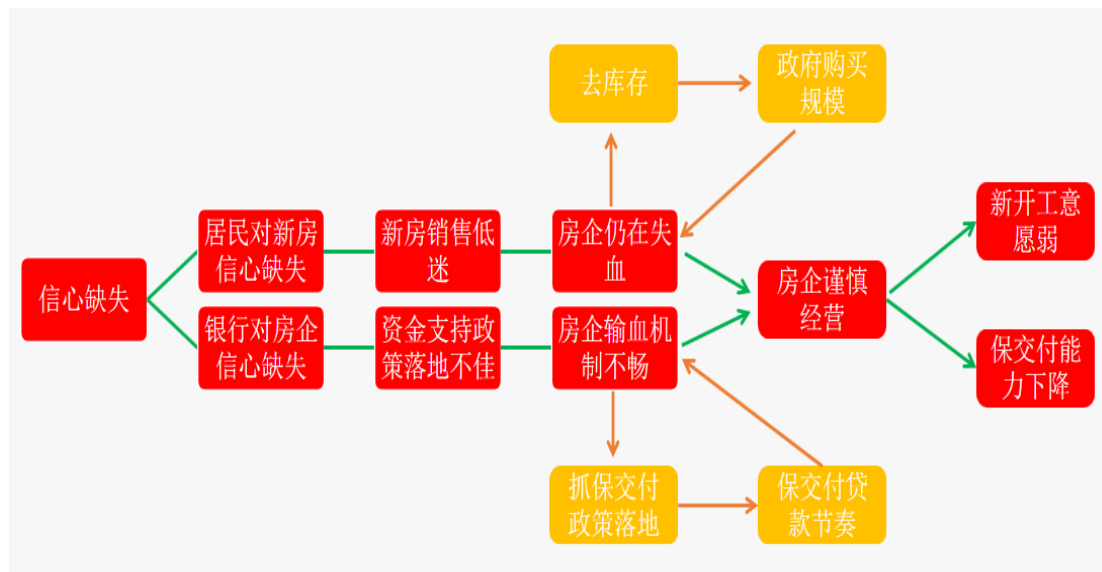 去库存
政府购买
规模
居民对新房
信心缺失
新房销售低
迷
房企仍在失
血
新开工意
愿弱
信心缺失
房企谨慎
经营
银行对房企
信心缺失
资金支持政
策落地不佳
房企输血机
制不畅
保交付能
力下降
抓保交付
政策落地
保交付贷
款节奏